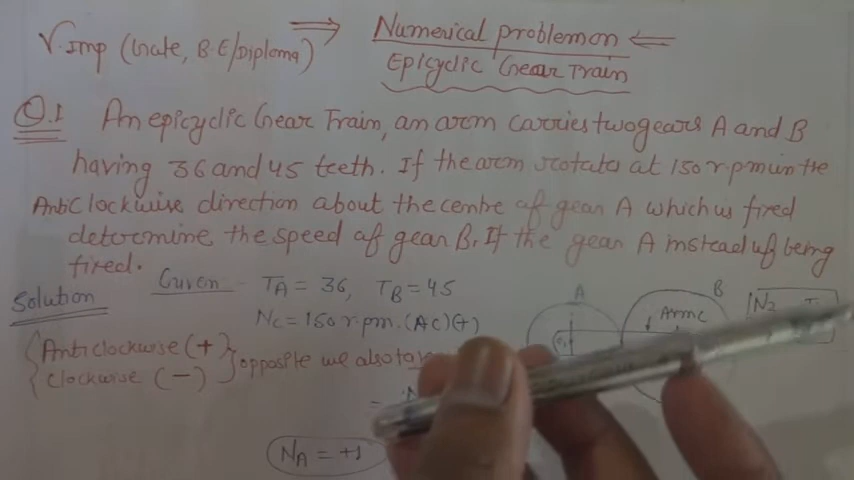 V.Imp (Gate, B.E/Diploma)
Numerical problem on
Epicyclic Gear Train
Q.1 An epicyclic Gear Train, an arm carries two gears A and B
having 36 and 45 teeth. If the arm rotates at 150 r.p.m in the
AntiClockwise direction about the centre of gear A which is fixed
determine the speed of gear B. If the gear A instead of being
fixed.
Solution
Given - TA = 36, TB = 45
NC = 150 r.p.m. (AC)(+)
Anticlockwise (+)
Clockwise (-)
opposite we also
NA = +1
A
B
Arm C
N2